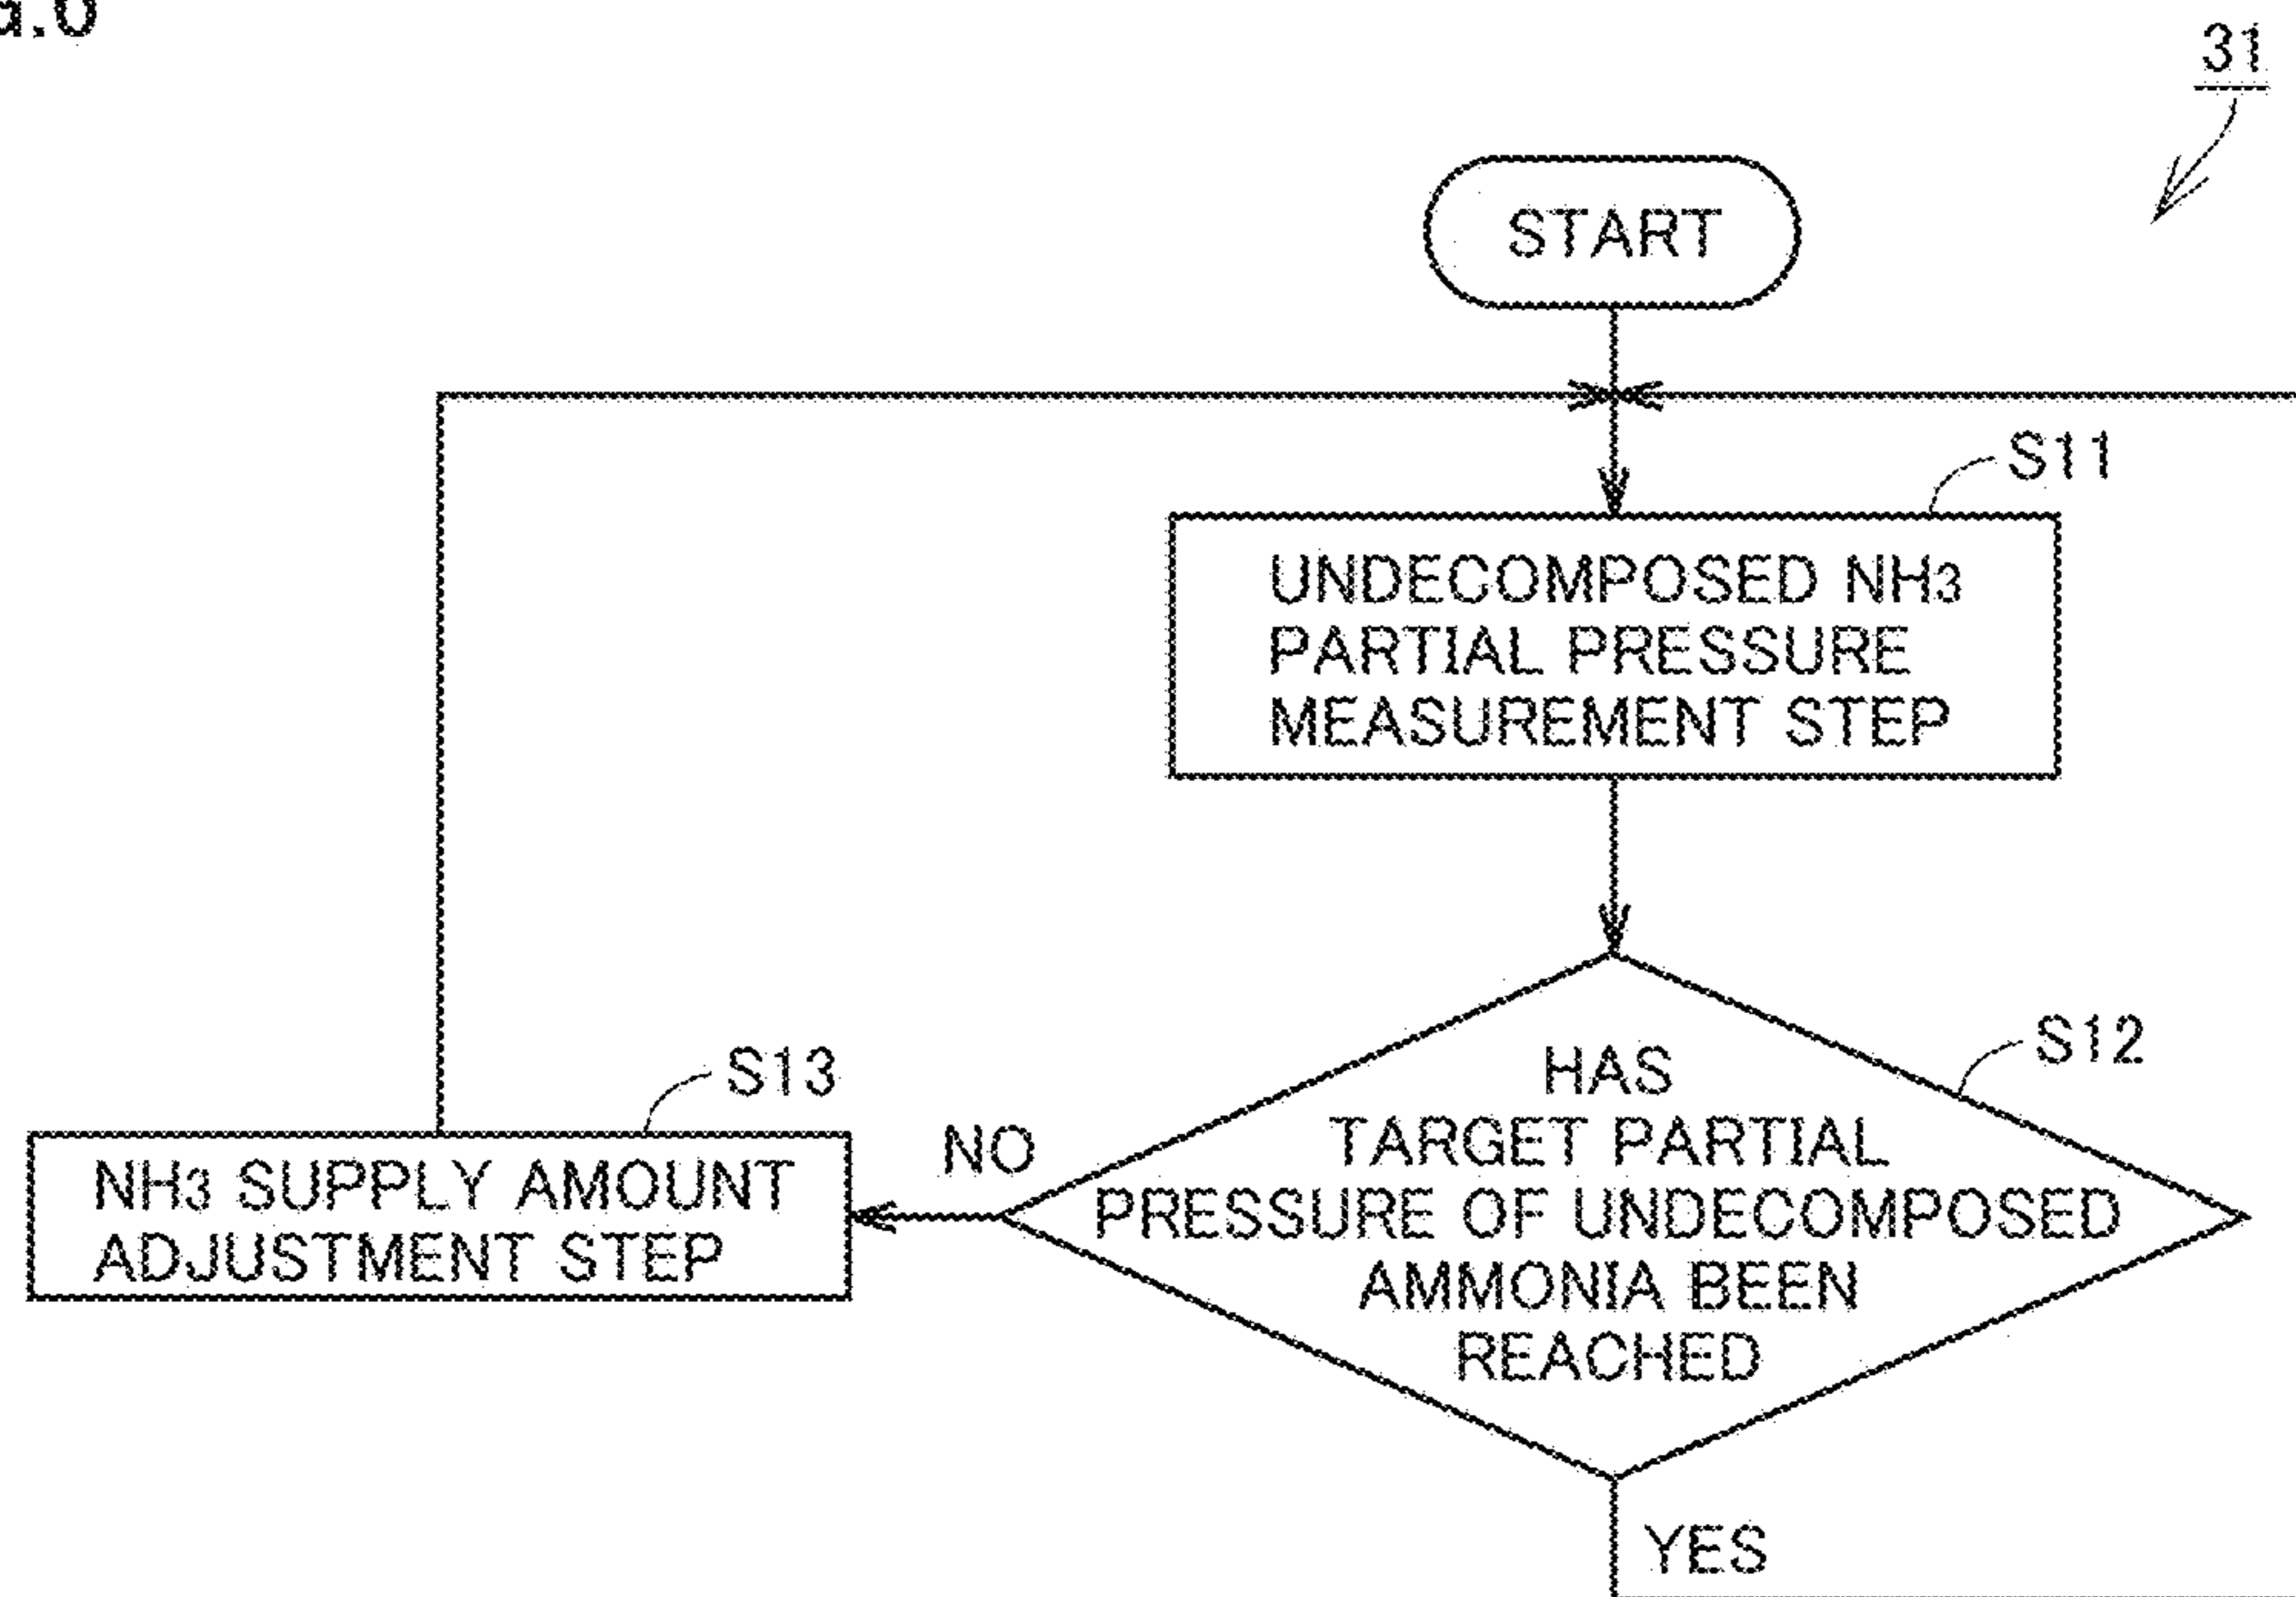 31
START
S11
UNDECOMPOSED NH3
PARTIAL PRESSURE
MEASUREMENT STEP
S12
HAS
TARGET PARTIAL
PRESSURE OF UNDECOMPOSED
AMMONIA BEEN
REACHED
S13
NO
NH3 SUPPLY AMOUNT
ADJUSTMENT STEP
YES